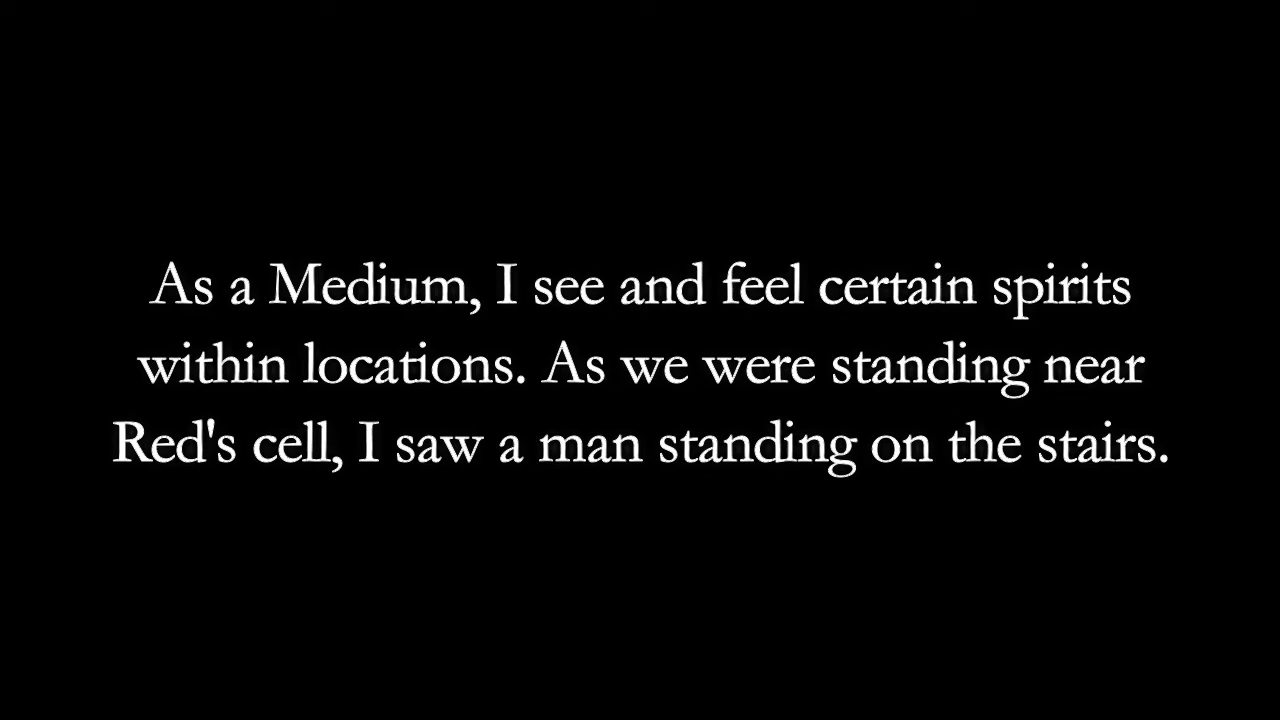 As a Medium, I see and feel certain spirits
within locations. As we were standing near
Red's cell, I saw a man standing on the stairs.